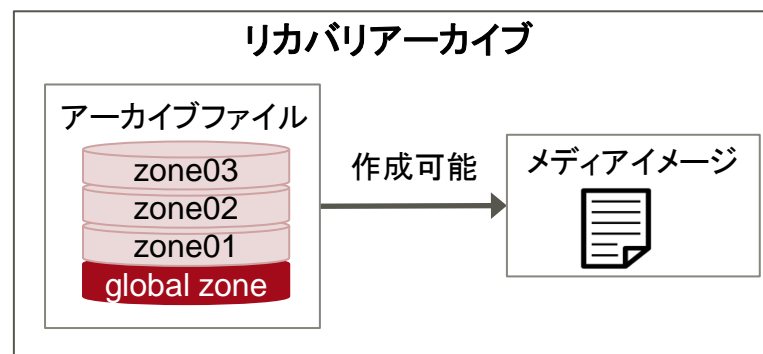 リカバリアーカイブ
アーカイブファイル
zone03
zone02
zone01
global zone
作成可能
メディアイメージ